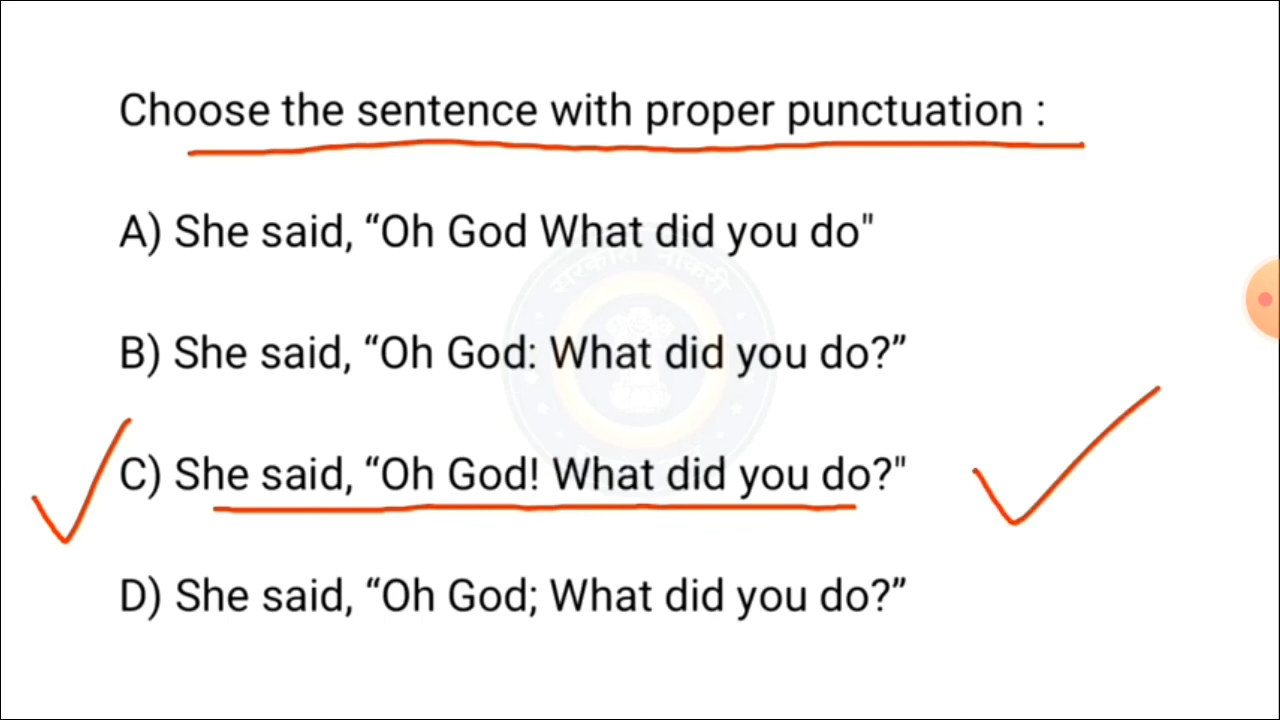 Choose the sentence with proper punctuation :
A) She said, “Oh God What did you do"
सरकारी नौकरी
B) She said, “Oh God: What did you do?”
C) She said, “Oh God! What did you do?"
D) She said, “Oh God; What did you do?”